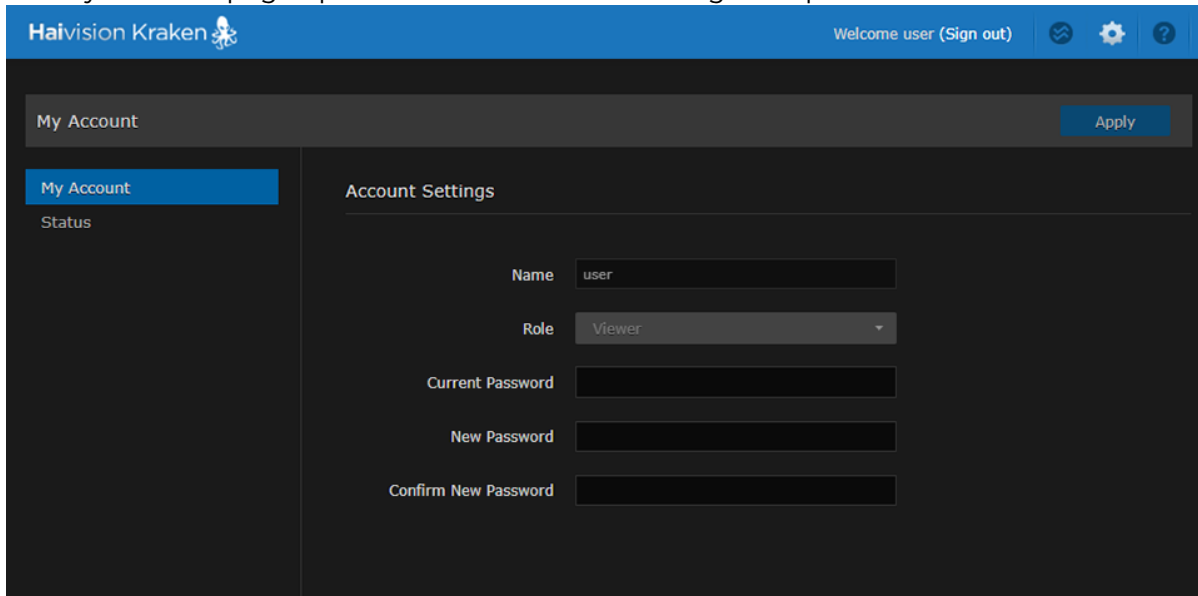 Haivision Kraken
Welcome user (Sign out)
My Account
Apply
My Account
Status
Account Settings
Name
user
Role
Viewer
Current Password
New Password
Confirm New Password